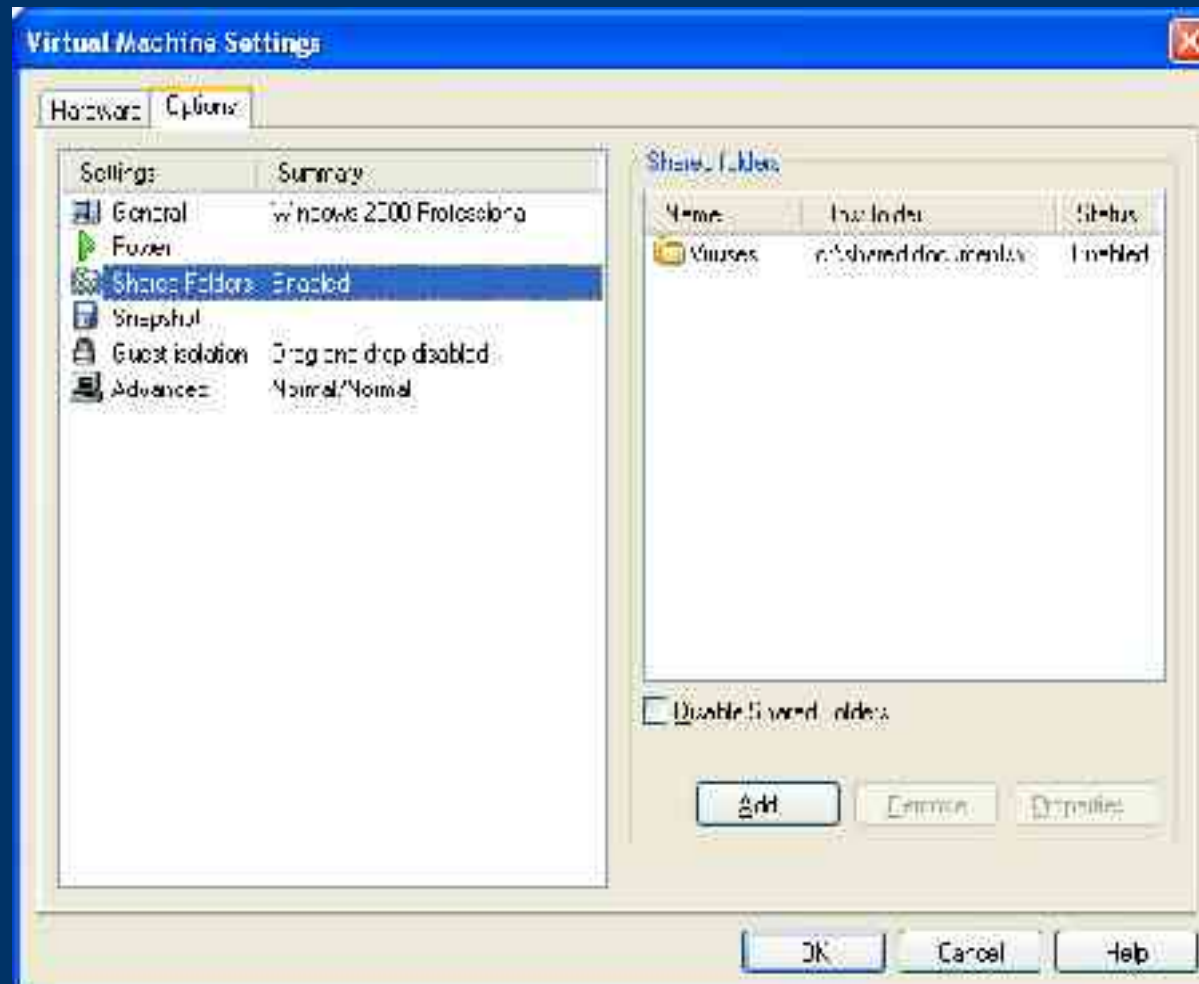 Virtual Machine Settings
Hardware Options
Settings Summary
General Windows 2000 Professional
Power
Shared Folders Enabled
Snapshot
Guest isolation Drag and drop disabled
Advanced Normal/Normal
Shared folders
Name Host folder Status
Viruses Enabled
Disable Shared Folders
Add Remove Properties
OK Cancel Help